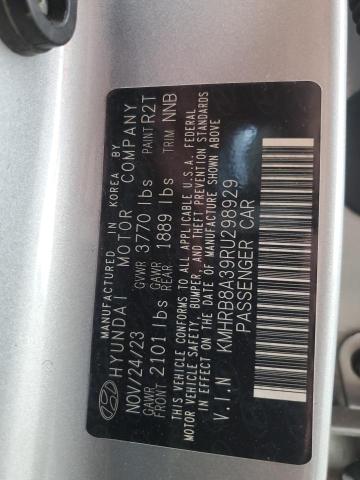 MANUFACTURED IN KOREA BY
HYUNDAI MOTOR COMPANY
NOV/24/23 GVWR 3770 lbs PAINT R2T
GAWR FRONT 2101 lbs GAWR REAR 1889 lbs TRIM NNB
THIS VEHICLE CONFORMS TO ALL APPLICABLE U.S.A. FEDERAL
MOTOR VEHICLE SAFETY, BUMPER, AND THEFT PREVENTION STANDARDS
IN EFFECT ON THE DATE OF MANUFACTURE SHOWN ABOVE
V.I.N KMHRB8A38RU298929
PASSENGER CAR